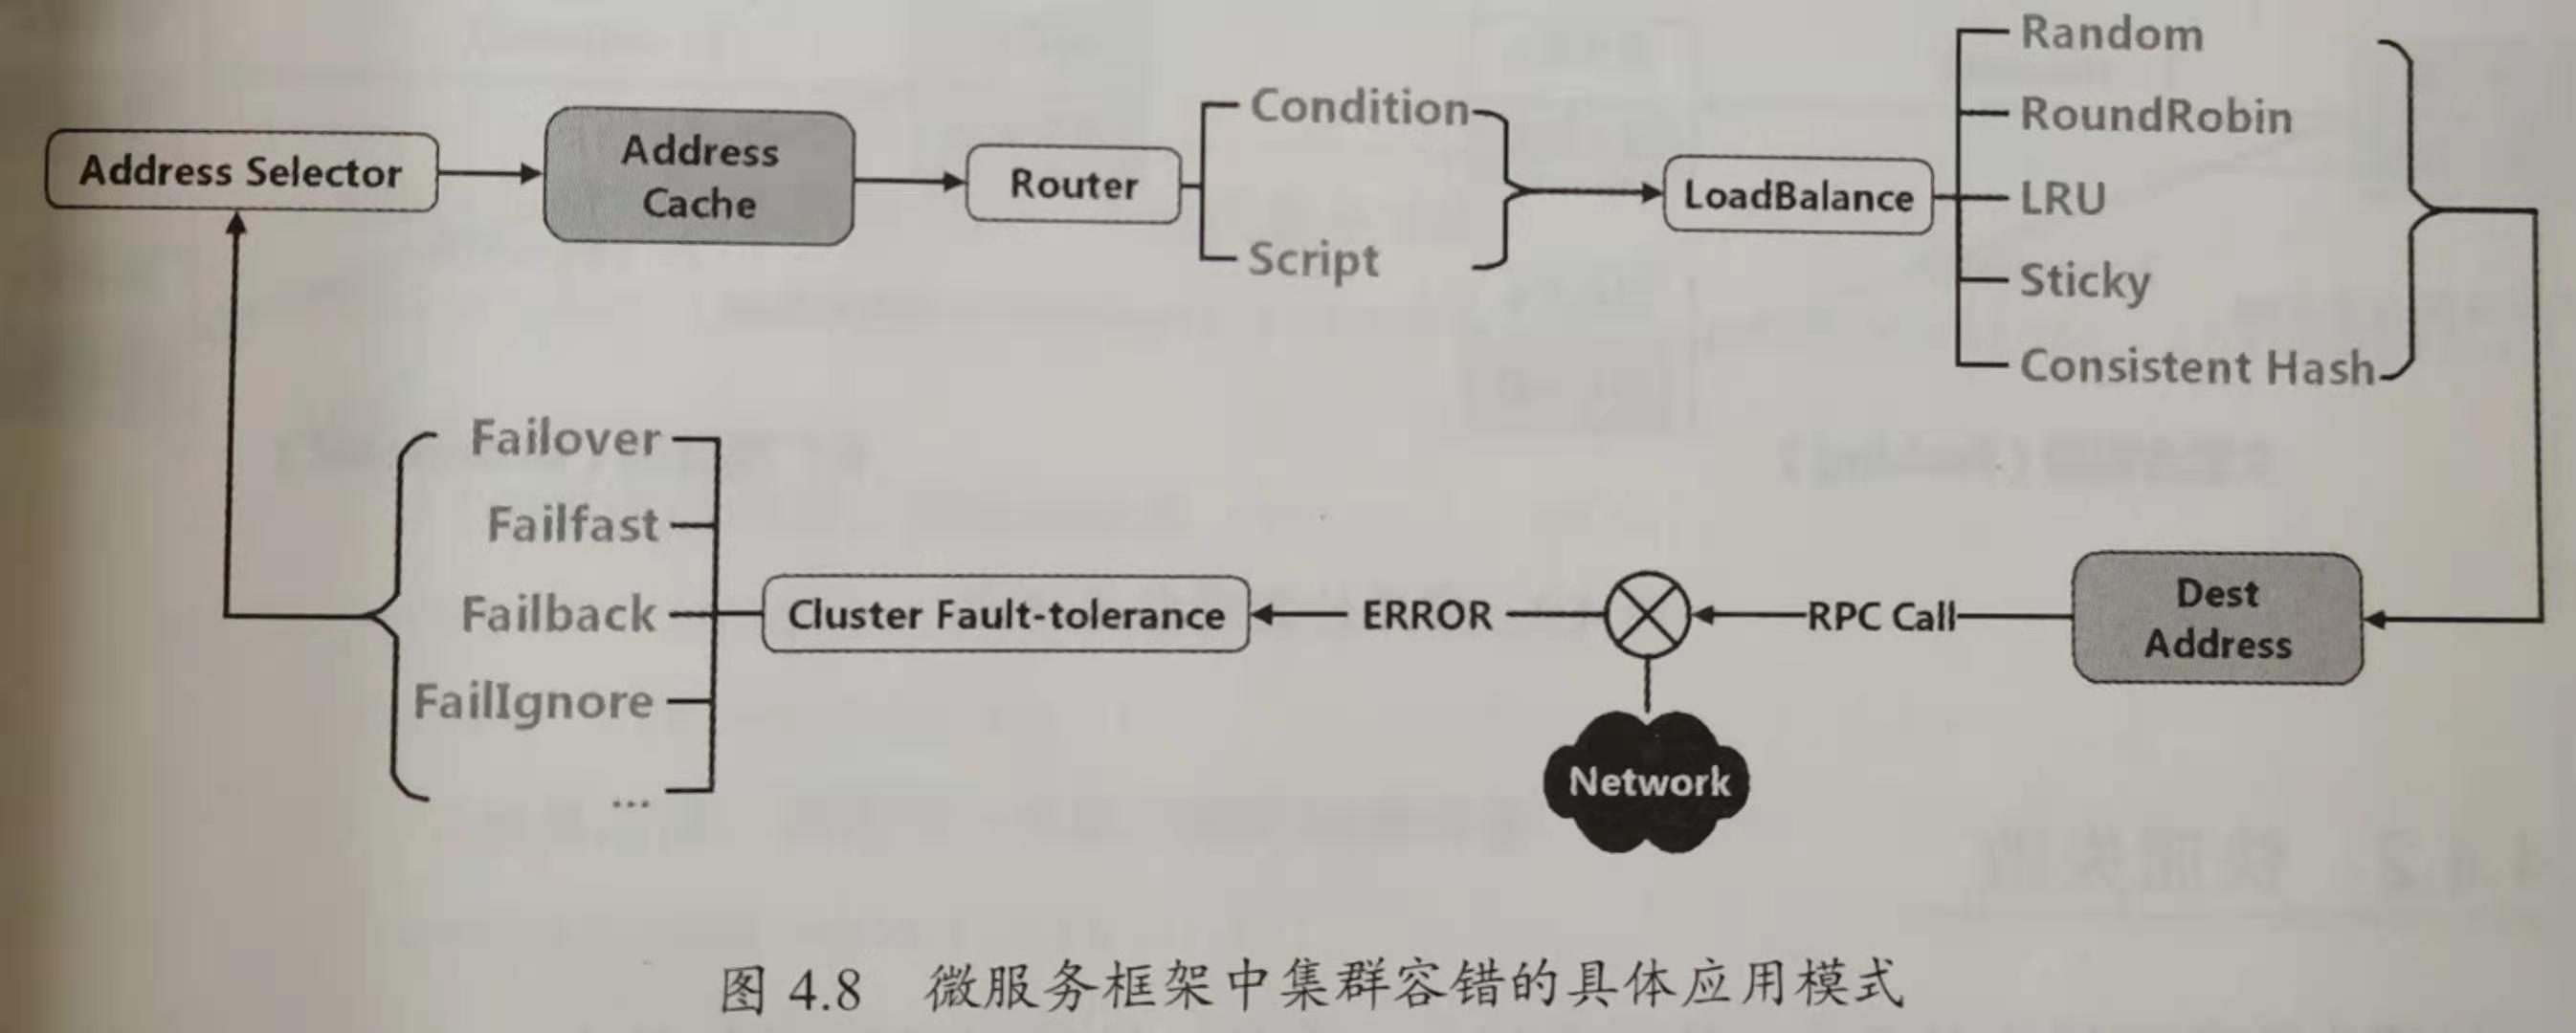 Address Selector
Address
Cache
Router
Condition
Script
LoadBalance
Random
RoundRobin
LRU
Sticky
Consistent Hash
Dest
Address
RPC Call
Network
ERROR
Cluster Fault-tolerance
Failover
Failfast
Failback
FailIgnore
...
图 4.8 微服务框架中集群容错的具体应用模式